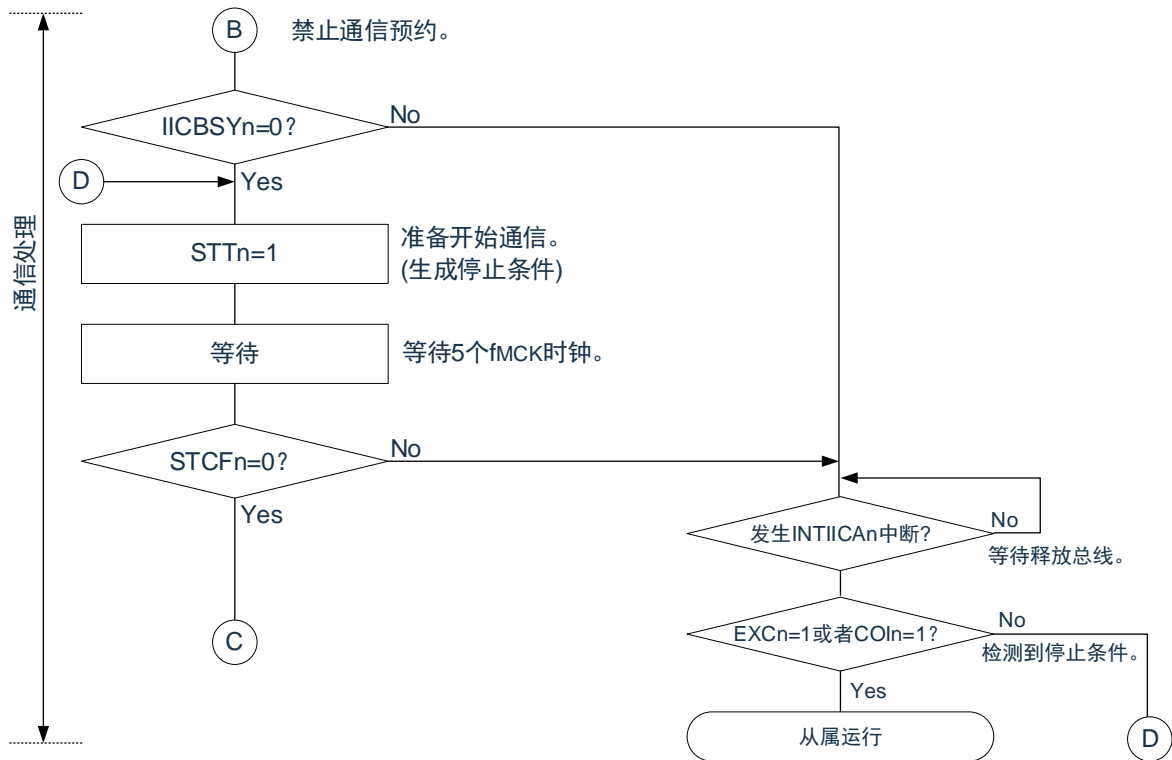 B 禁止通信预约。
IICBSYn=0?
No
D
Yes
通信处理
STTn=1
准备开始通信。
(生成停止条件)
等待
等待5个fMCK时钟。
STCFn=0?
No
Yes
发生INTIICAn中断?
No
等待释放总线。
C
EXCn=1或者COIn=1?
No
检测到停止条件。
Yes
从属运行
D